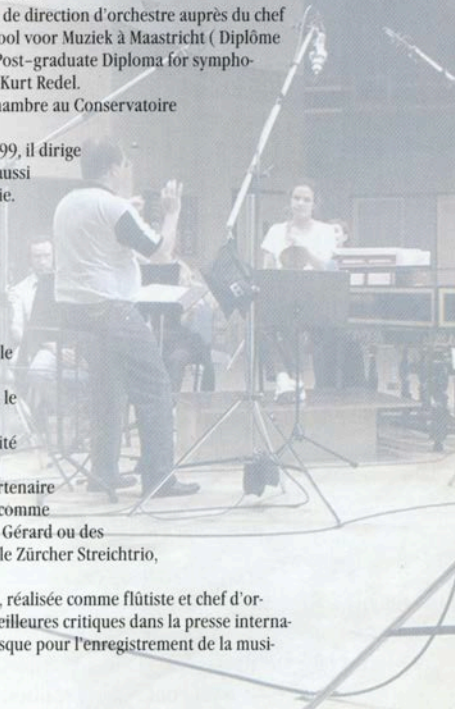 de direction d'orchestre auprès du chef
ool voor Muziek à Maastricht ( Diplôme
Post-graduate Diploma for sympho-
Kurt Redel.
hambre au Conservatoire
99, il dirige
aussi
ie.
le
le
ité
rtenaire
comme
Gérard ou des
le Zürcher Streichtrio,
, réalisée comme flûtiste et chef d'or-
eilleures critiques dans la presse interna-
sque pour l'enregistrement de la musi-